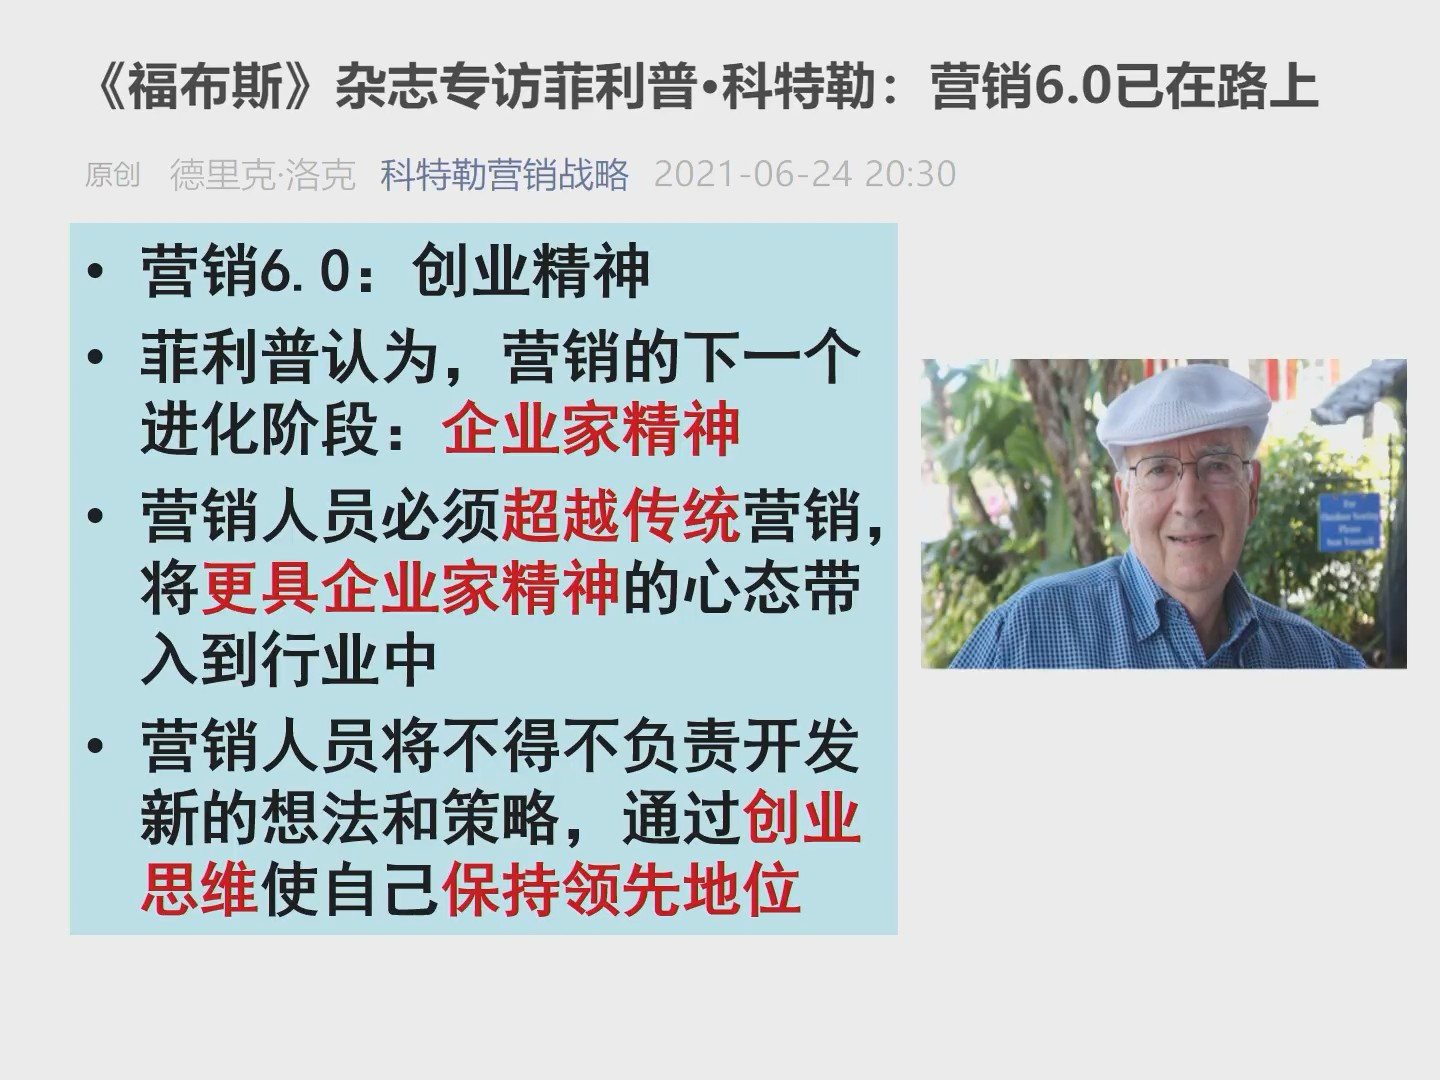 《福布斯》杂志专访菲利普·科特勒：营销6.0已在路上
原创 德里克·洛克 科特勒营销战略 2021-06-24 20:30
• 营销6.0：创业精神
• 菲利普认为，营销的下一个
进化阶段：企业家精神
• 营销人员必须超越传统营销，
将更具企业家精神的心态带
入到行业中
• 营销人员将不得不负责开发
新的想法和策略，通过创业
思维使自己保持领先地位
For
Outdoor Seating
Please
Seat Yourself